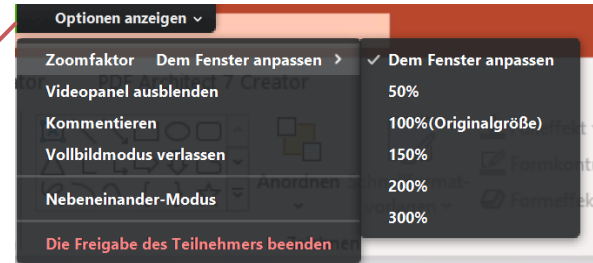 Optionen anzeigen
Zoomfaktor Dem Fenster anpassen
Videopanel ausblenden
Kommentieren
Vollbildmodus verlassen
Nebeneinander-Modus
Die Freigabe des Teilnehmers beenden
Dem Fenster anpassen
50%
100%(Originalgröße)
150%
200%
300%
PDF Architect 7 Creator
Anordnen